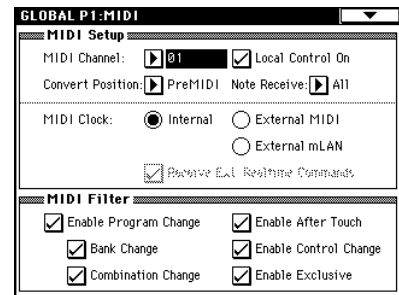 GLOBAL P1:MIDI
MIDI Setup
MIDI Channel: 01 Local Control On
Convert Position: PreMIDI Note Receive: All
MIDI Clock: Internal External MIDI
External mLAN
Receive Ext. Realtime Commands
MIDI Filter
Enable Program Change Enable After Touch
Bank Change Enable Control Change
Combination Change Enable Exclusive